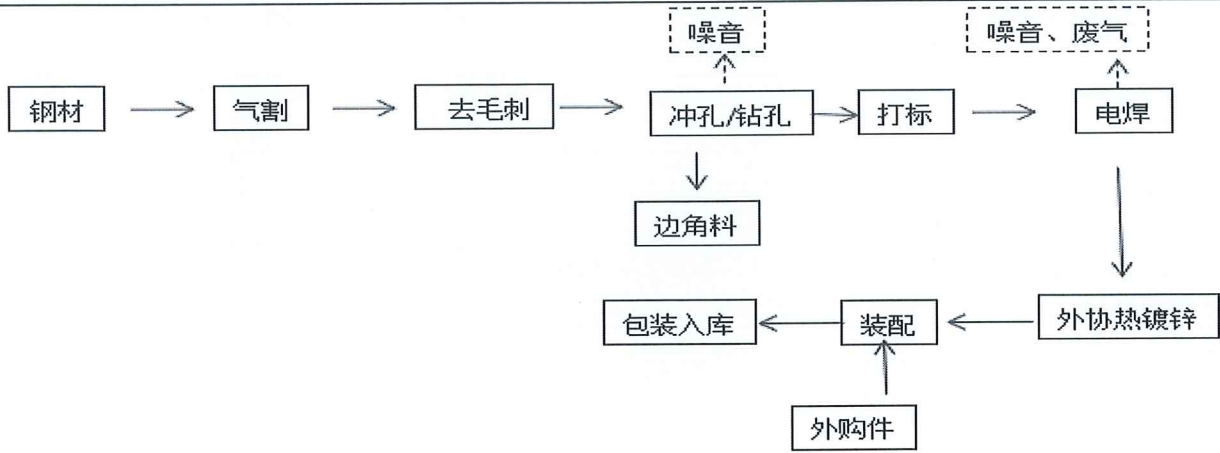 噪音
噪音、废气
钢材
气割
去毛刺
冲孔/钻孔
打标
电焊
边角料
包装入库
装配
外协热镀锌
外购件